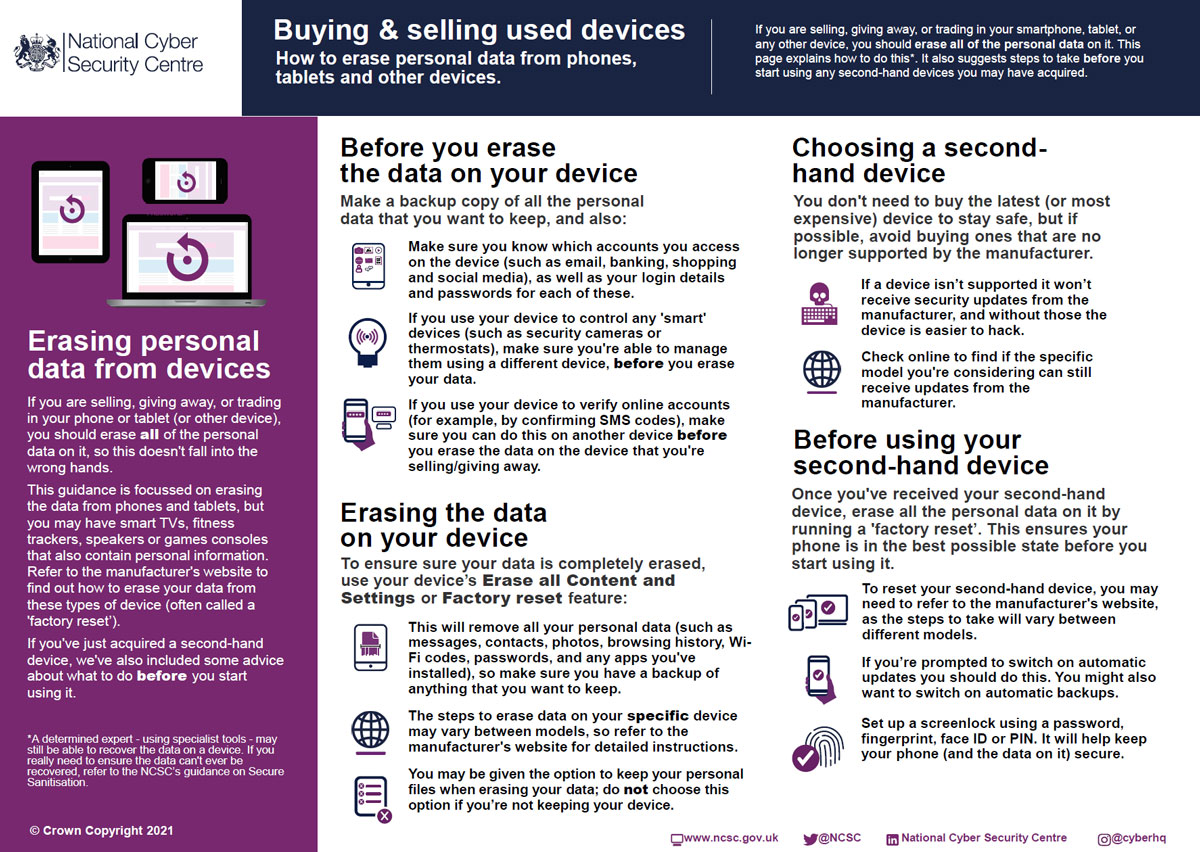 National Cyber
Security Centre
Buying & selling used devices
How to erase personal data from phones,
tablets and other devices.
If you are selling, giving away, or trading in your smartphone, tablet, or
any other device, you should erase all of the personal data on it. This
page explains how to do this*. It also suggests steps to take before you
start using any second-hand devices you may have acquired.
Erasing personal
data from devices
If you are selling, giving away, or trading
in your phone or tablet (or other device),
you should erase all of the personal
data on it, so this doesn't fall into the
wrong hands.
This guidance is focussed on erasing
the data from phones and tablets, but
you may have smart TVs, fitness
trackers, speakers or games consoles
that also contain personal information.
Refer to the manufacturer's website to
find out how to erase your data from
these types of device (often called a
'factory reset').
If you've just acquired a second-hand
device, we've also included some advice
about what to do before you start
using it.
*A determined expert - using specialist tools - may
still be able to recover the data on a device. If you
really need to ensure the data can't ever be
recovered, refer to the NCSC's guidance on Secure
Sanitisation.
© Crown Copyright 2021
Before you erase
the data on your device
Make a backup copy of all the personal
data that you want to keep, and also:
Make sure you know which accounts you access
on the device (such as email, banking, shopping
and social media), as well as your login details
and passwords for each of these.
If you use your device to control any 'smart'
devices (such as security cameras or
thermostats), make sure you're able to manage
them using a different device, before you erase
your data.
If you use your device to verify online accounts
(for example, by confirming SMS codes), make
sure you can do this on another device before
you erase the data on the device that you're
selling/giving away.
Erasing the data
on your device
To ensure sure your data is completely erased,
use your device's Erase all Content and
Settings or Factory reset feature:
This will remove all your personal data (such as
messages, contacts, photos, browsing history, Wi-
Fi codes, passwords, and any apps you've
installed), so make sure you have a backup of
anything that you want to keep.
The steps to erase data on your specific device
may vary between models, so refer to the
manufacturer's website for detailed instructions.
You may be given the option to keep your personal
files when erasing your data; do not choose this
option if you're not keeping your device.
Choosing a second-
hand device
You don't need to buy the latest (or most
expensive) device to stay safe, but if
possible, avoid buying ones that are no
longer supported by the manufacturer.
If a device isn't supported it won't
receive security updates from the
manufacturer, and without those the
device is easier to hack.
Check online to find if the specific
model you're considering can still
receive updates from the
manufacturer.
Before using your
second-hand device
Once you've received your second-hand
device, erase all the personal data on it by
running a 'factory reset'. This ensures your
phone is in the best possible state before you
start using it.
To reset your second-hand device, you may
need to refer to the manufacturer's website,
as the steps to take will vary between
different models.
If you're prompted to switch on automatic
updates you should do this. You might also
want to switch on automatic backups.
Set up a screenlock using a password,
fingerprint, face ID or PIN. It will help keep
your phone (and the data on it) secure.
www.ncsc.gov.uk @NCSC National Cyber Security Centre @cyberhq